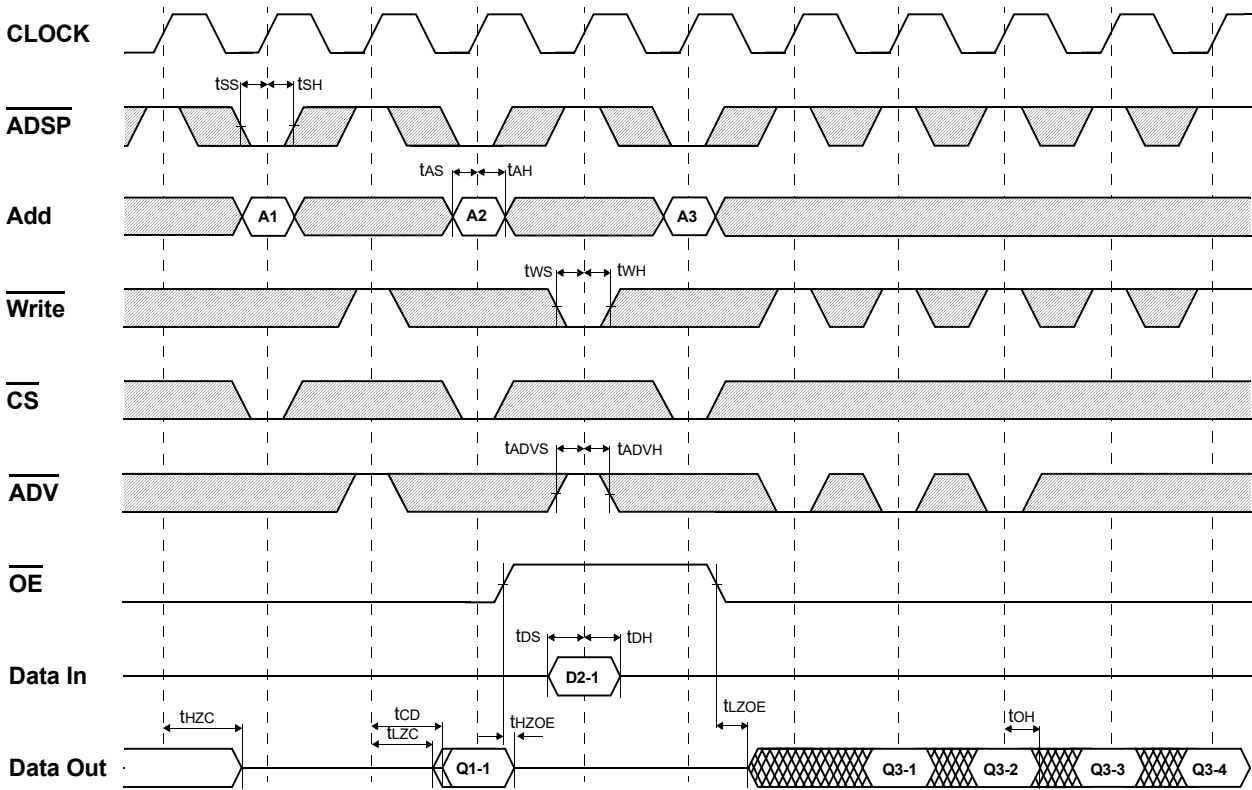 CLOCK
tSS tSH
ADSP
tAS tAH
Add A1 A2 A3
tWS tWH
Write
CS
tADVS tADVH
ADV
OE
tDS tDH
Data In D2-1
tHZC tCD tHZOE tLZOE tOH
tLZC
Data Out Q1-1 Q3-1 Q3-2 Q3-3 Q3-4